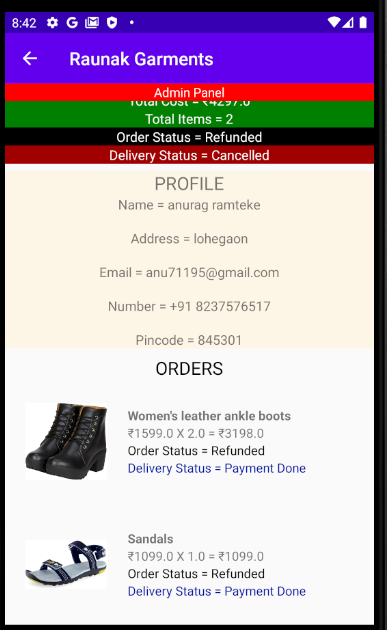 8:42
Raunak Garments
Admin Panel
Total Cost = ₹4297.0
Total Items = 2
Order Status = Refunded
Delivery Status = Cancelled
PROFILE
Name = anurag ramteke
Address = lohegaon
Email = anu71195@gmail.com
Number = +91 8237576517
Pincode = 845301
ORDERS
Women's leather ankle boots
₹1599.0 X 2.0 = ₹3198.0
Order Status = Refunded
Delivery Status = Payment Done
Sandals
₹1099.0 X 1.0 = ₹1099.0
Order Status = Refunded
Delivery Status = Payment Done